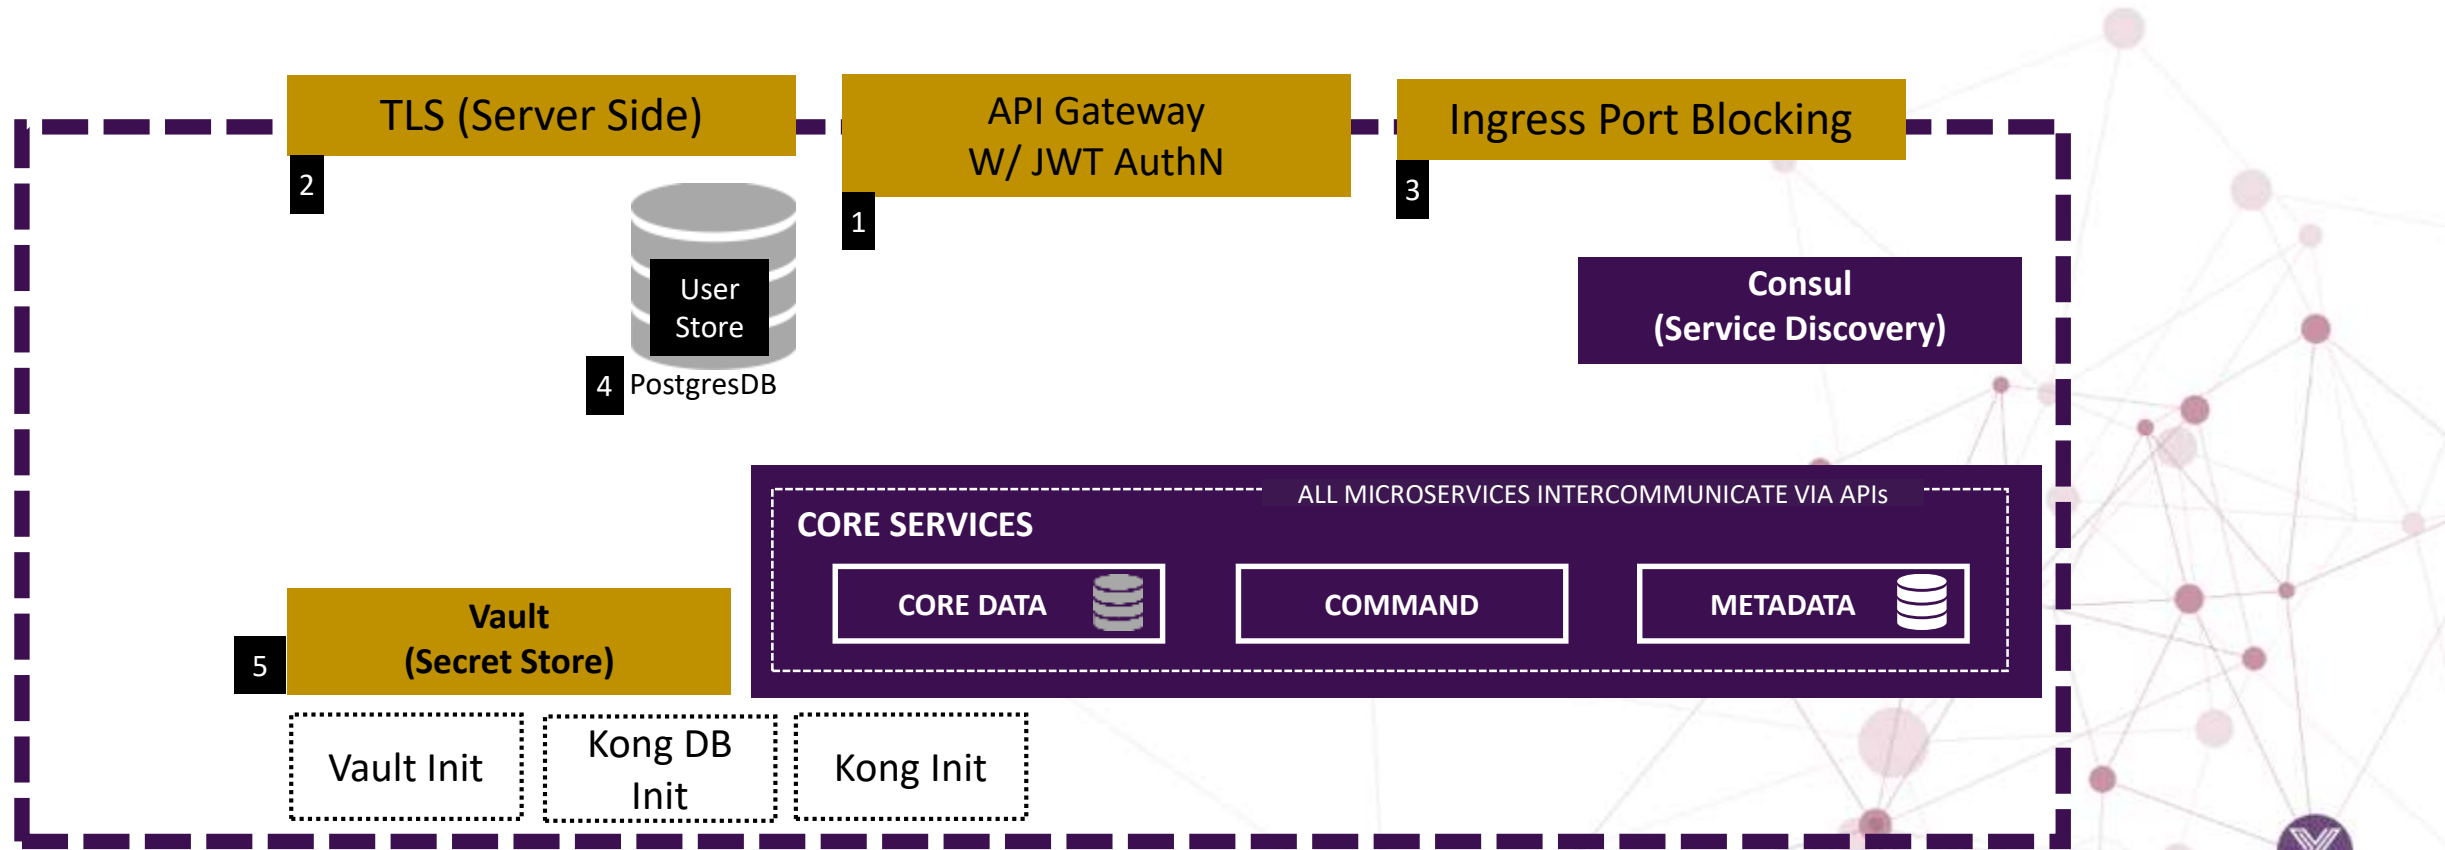 TLS (Server Side)
2
API Gateway
W/ JWT AuthN
1
Ingress Port Blocking
3
User
Store
4
PostgresDB
Consul
(Service Discovery)
ALL MICROSERVICES INTERCOMMUNICATE VIA APIs
CORE SERVICES
CORE DATA
COMMAND
METADATA
Vault
(Secret Store)
5
Vault Init
Kong DB
Init
Kong Init